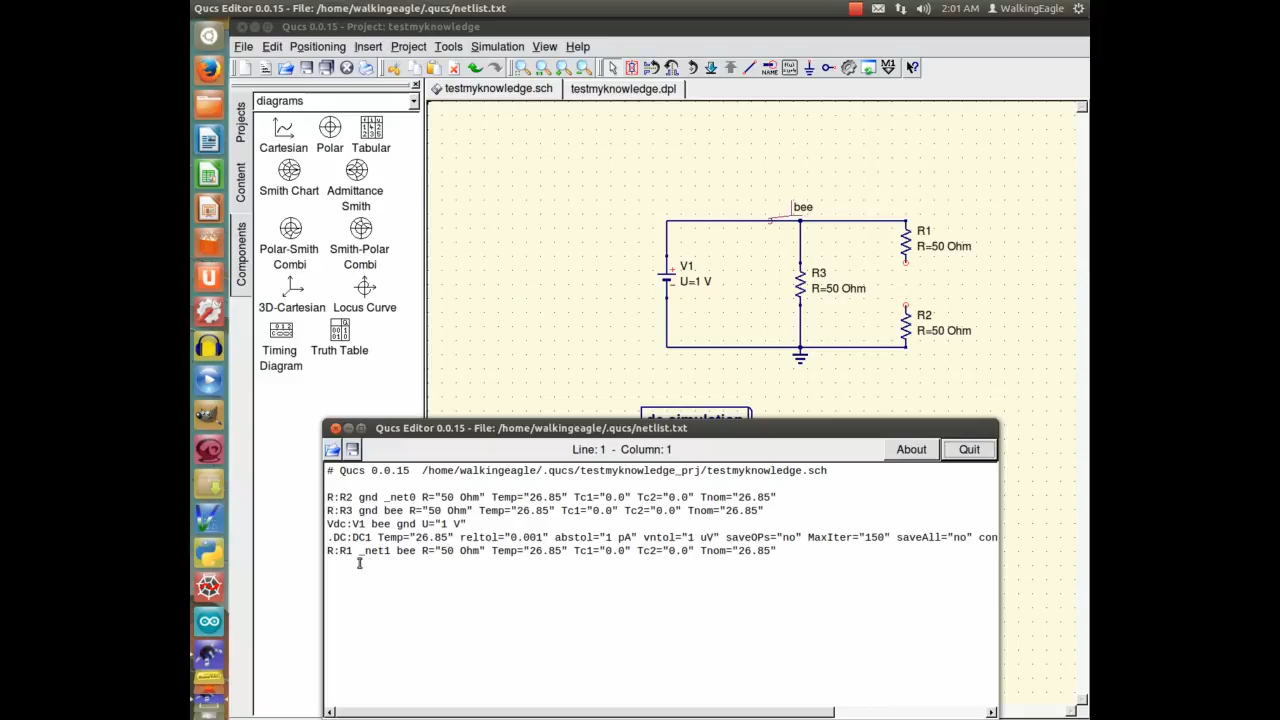 Qucs Editor 0.0.15 - File: /home/walkingeagle/.qucs/netlist.txt
2:01 AM
WalkingEagle
Qucs 0.0.15 - Project: testmyknowledge
File Edit Positioning Insert Project Tools Simulation View Help
NAME
M1
testmyknowledge.sch
testmyknowledge.dpl
Projects
Content
Components
diagrams
Cartesian
Polar
Tabular
Smith Chart
Admittance
Smith
Polar-Smith
Combi
Smith-Polar
Combi
3D-Cartesian
Locus Curve
Timing
Diagram
Truth Table
bee
V1
U=1 V
R3
R=50 Ohm
R1
R=50 Ohm
R2
R=50 Ohm
dc simulation
Qucs Editor 0.0.15 - File: /home/walkingeagle/.qucs/netlist.txt
Line: 1 - Column: 1
About
Quit
# Qucs 0.0.15 /home/walkingeagle/.qucs/testmyknowledge_prj/testmyknowledge.sch
R:R2 gnd _net0 R="50 Ohm" Temp="26.85" Tc1="0.0" Tc2="0.0" Tnom="26.85"
R:R3 gnd bee R="50 Ohm" Temp="26.85" Tc1="0.0" Tc2="0.0" Tnom="26.85"
Vdc:V1 bee gnd U="1 V"
.DC:DC1 Temp="26.85" reltol="0.001" abstol="1 pA" vntol="1 uV" saveOPs="no" MaxIter="150" saveAll="no" con
R:R1 _net1 bee R="50 Ohm" Temp="26.85" Tc1="0.0" Tc2="0.0" Tnom="26.85"